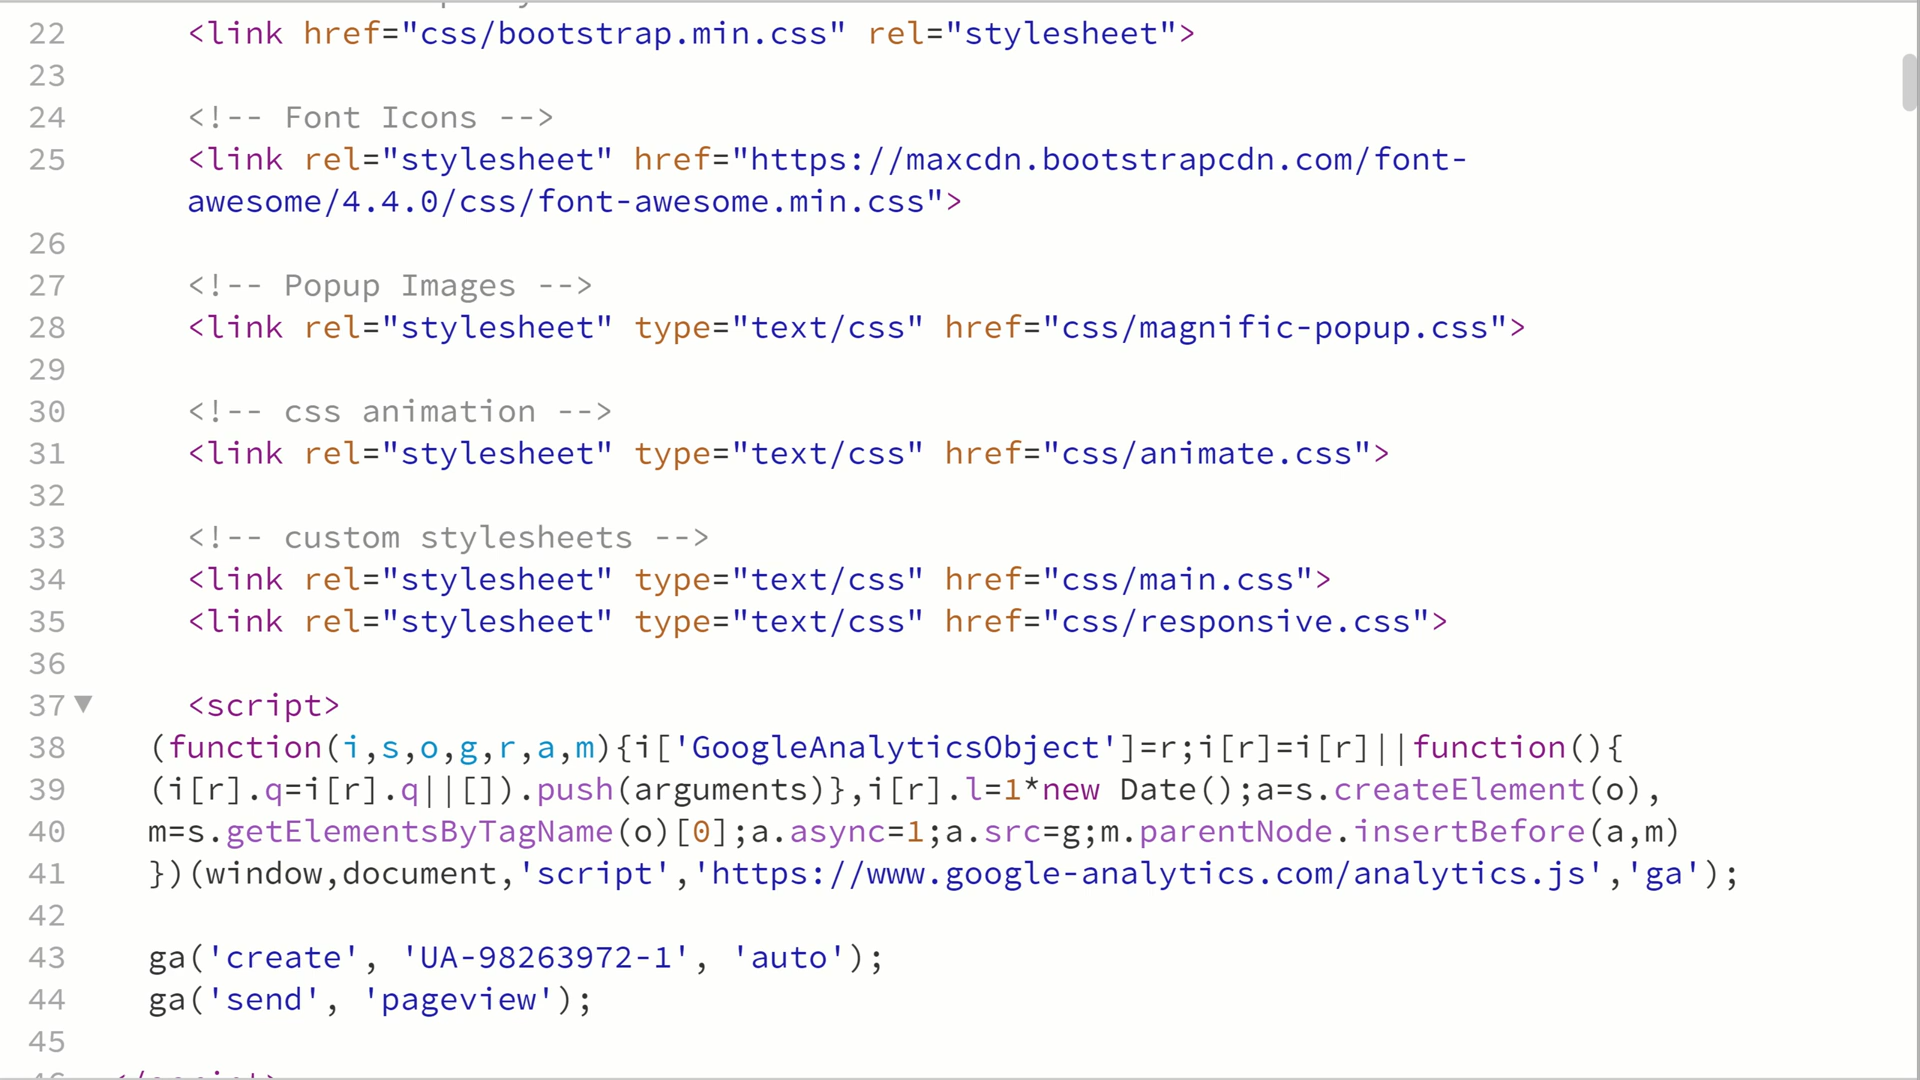 22 <link href="css/bootstrap.min.css" rel="stylesheet">
23
24 <!-- Font Icons -->
25 <link rel="stylesheet" href="https://maxcdn.bootstrapcdn.com/font-
awesome/4.4.0/css/font-awesome.min.css">
26
27 <!-- Popup Images -->
28 <link rel="stylesheet" type="text/css" href="css/magnific-popup.css">
29
30 <!-- css animation -->
31 <link rel="stylesheet" type="text/css" href="css/animate.css">
32
33 <!-- custom stylesheets -->
34 <link rel="stylesheet" type="text/css" href="css/main.css">
35 <link rel="stylesheet" type="text/css" href="css/responsive.css">
36
37 <script>
38 (function(i,s,o,g,r,a,m){i['GoogleAnalyticsObject']=r;i[r]=i[r]||function(){
39 (i[r].q=i[r].q||[]).push(arguments)},i[r].l=1*new Date();a=s.createElement(o),
40 m=s.getElementsByTagName(o)[0];a.async=1;a.src=g;m.parentNode.insertBefore(a,m)
41 })(window,document,'script','https://www.google-analytics.com/analytics.js','ga');
42
43 ga('create', 'UA-98263972-1', 'auto');
44 ga('send', 'pageview');
45